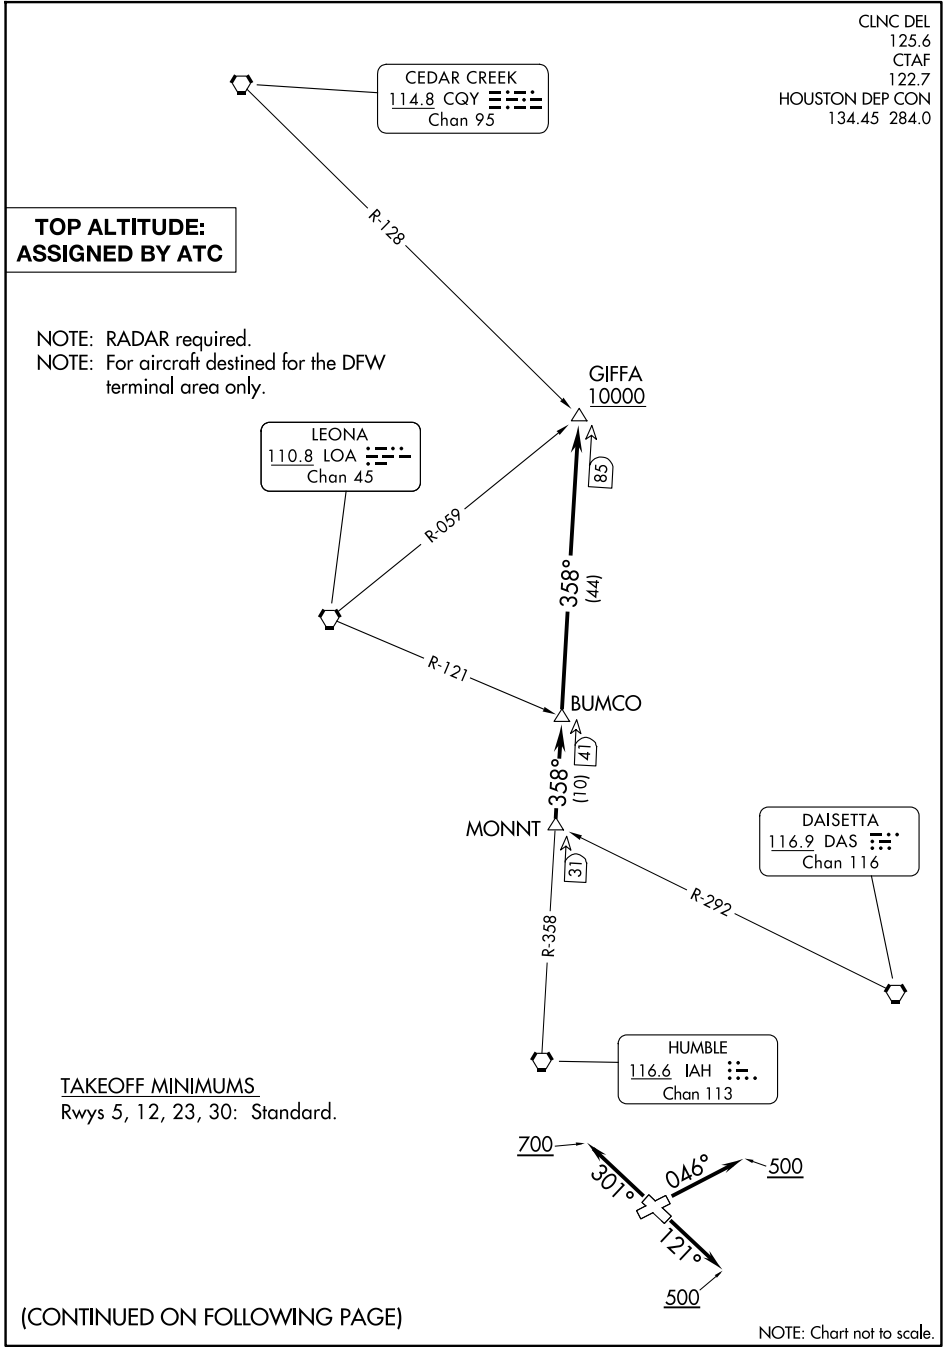 CLNC DEL
125.6
CTAF
122.7
HOUSTON DEP CON
134.45 284.0
CEDAR CREEK
114.8 CQY
Chan 95
R-128
TOP ALTITUDE:
ASSIGNED BY ATC
NOTE: RADAR required.
NOTE: For aircraft destined for the DFW
terminal area only.
GIFFA
10000
LEONA
110.8 LOA
Chan 45
85
R-059
358°
(44)
R-121
BUMCO
41
358°
(10)
MONNT
31
DAISETTA
116.9 DAS
Chan 116
R-292
R-358
HUMBLE
116.6 IAH
Chan 113
TAKEOFF MINIMUMS
Rwys 5, 12, 23, 30: Standard.
700
301°
046°
500
121°
500
(CONTINUED ON FOLLOWING PAGE)
NOTE: Chart not to scale.